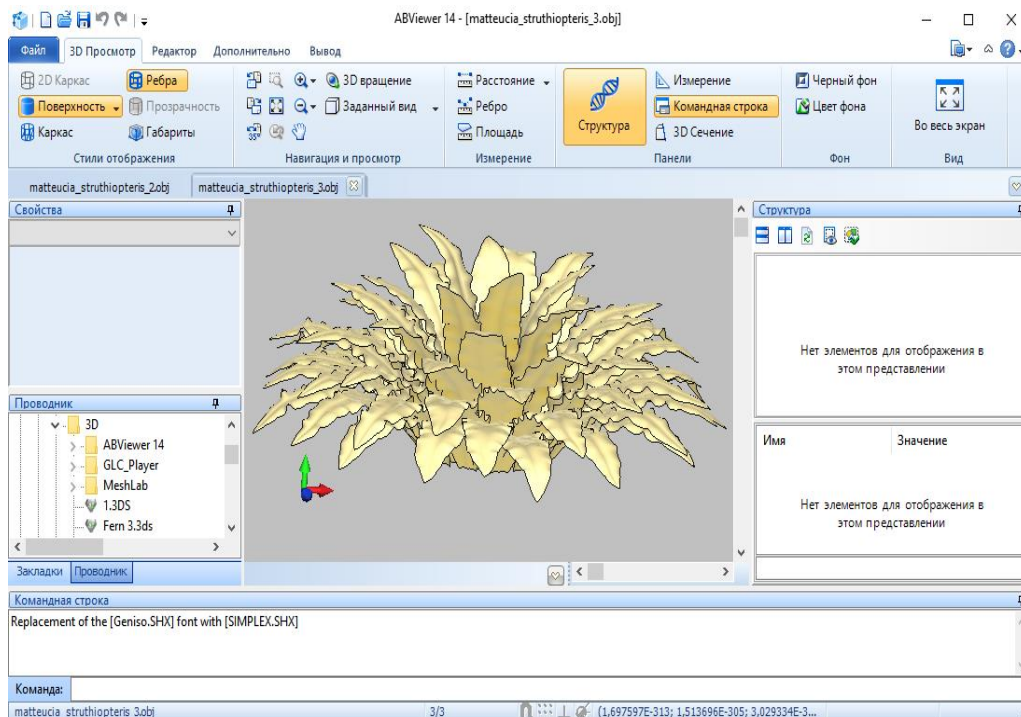 ABViewer 14 - [matteucia_struthiopteris_3.obj]
Файл 3D Просмотр Редактор Дополнительно Вывод
2D Каркас Ребра
Поверхность Прозрачность
Каркас Габариты
Стили отображения
3D вращение
Заданный вид
Навигация и просмотр
Расстояние
Ребро
Площадь
Измерение
Структура
Измерение
Командная строка
3D Сечение
Панели
Черный фон
Цвет фона
Фон
Во весь экран
Вид
matteucia_struthiopteris_2.obj matteucia_struthiopteris_3.obj
Свойства
Проводник
3D
ABViewer 14
GLC_Player
MeshLab
1.3DS
Fern 3.3ds
Закладки Проводник
Структура
Нет элементов для отображения в
этом представлении
Имя Значение
Нет элементов для отображения в
этом представлении
Командная строка
Replacement of the [Geniso.SHX] font with [SIMPLEX.SHX]
Команда:
matteucia_struthiopteris_3.obj 3/3 (1,697597E-313; 1,513696E-305; 3,029334E-3...